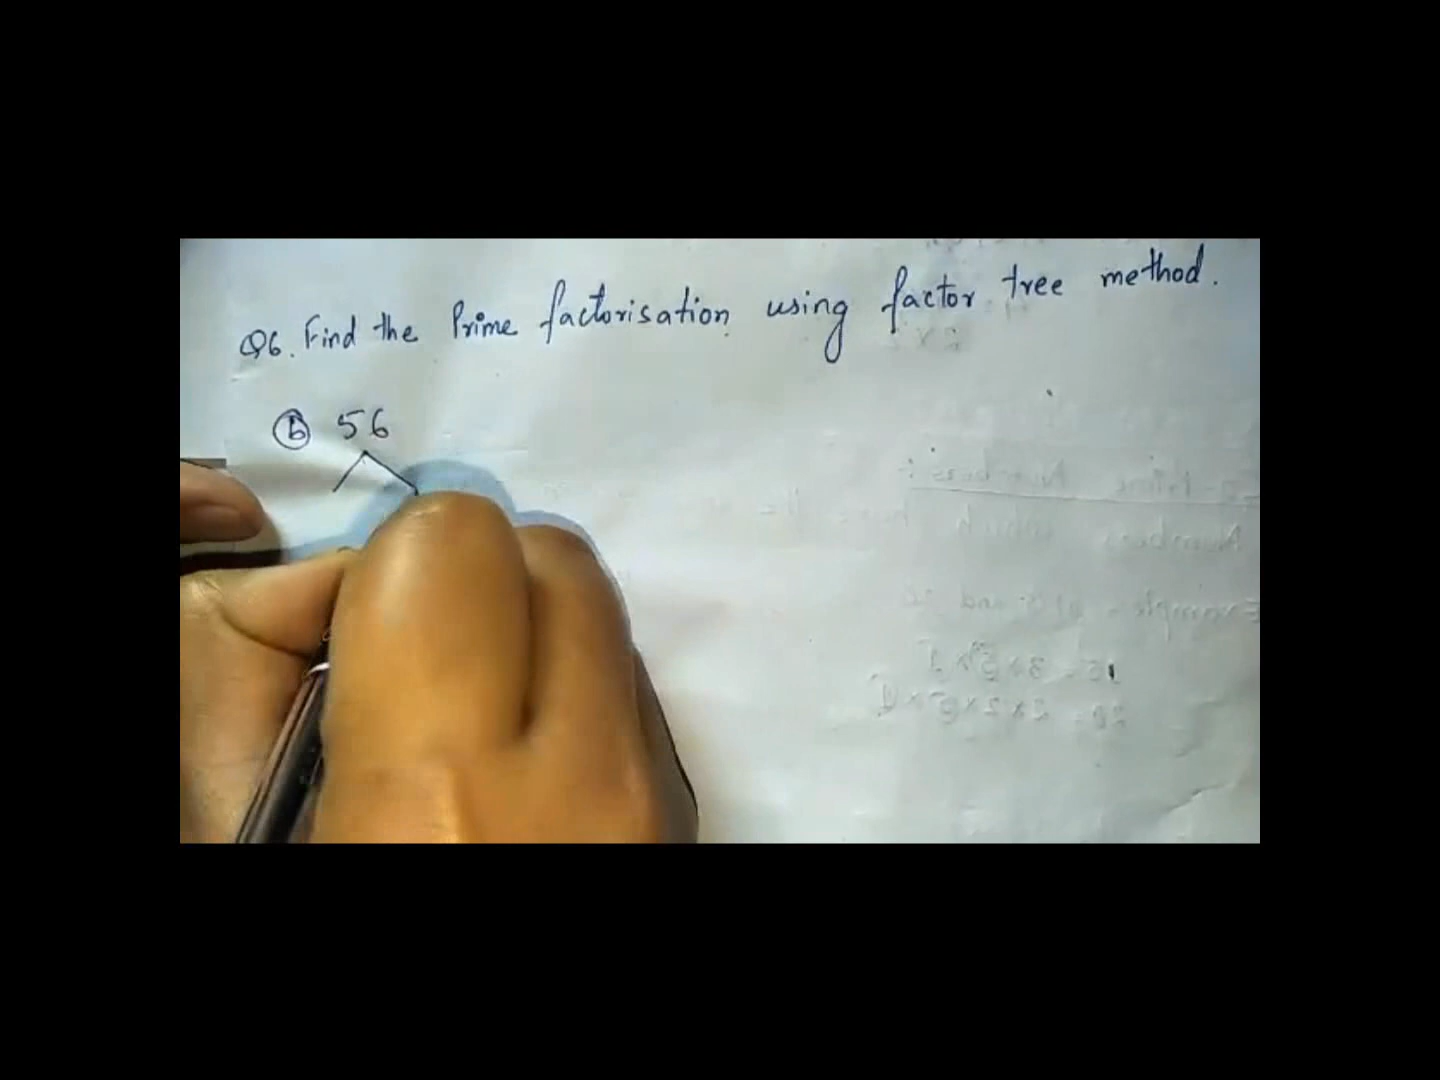 Q6. Find the Prime factorisation using factor tree method.
b 56